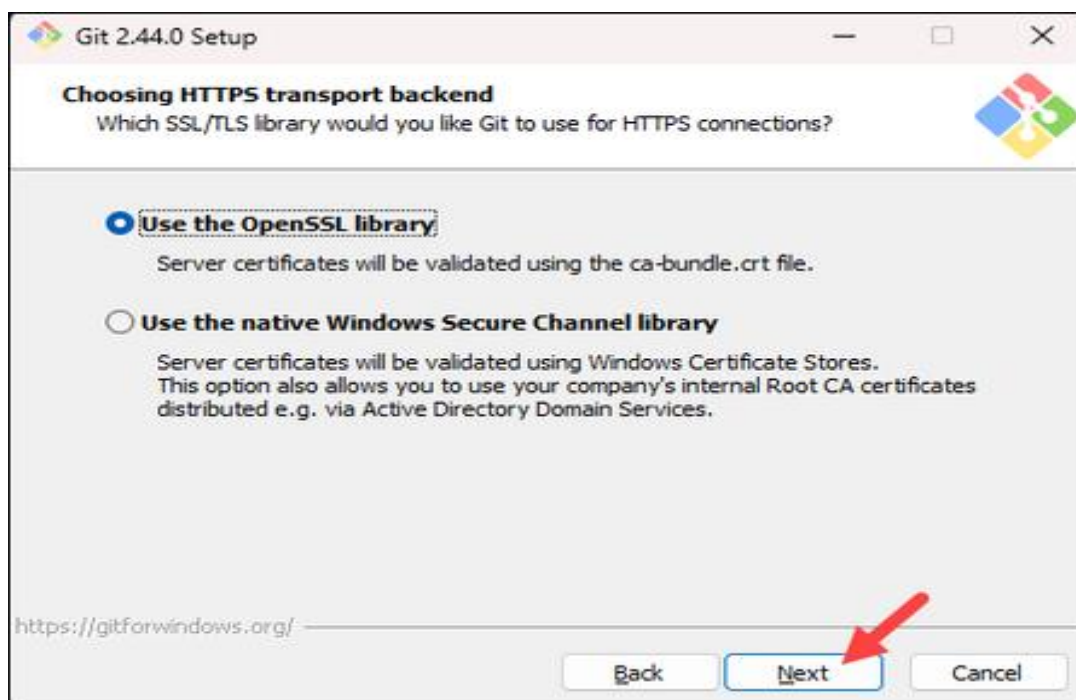 Git 2.44.0 Setup
Choosing HTTPS transport backend
Which SSL/TLS library would you like Git to use for HTTPS connections?
Use the OpenSSL library
Server certificates will be validated using the ca-bundle.crt file.
Use the native Windows Secure Channel library
Server certificates will be validated using Windows Certificate Stores.
This option also allows you to use your company's internal Root CA certificates
distributed e.g. via Active Directory Domain Services.
https://gitforwindows.org/
Back Next Cancel